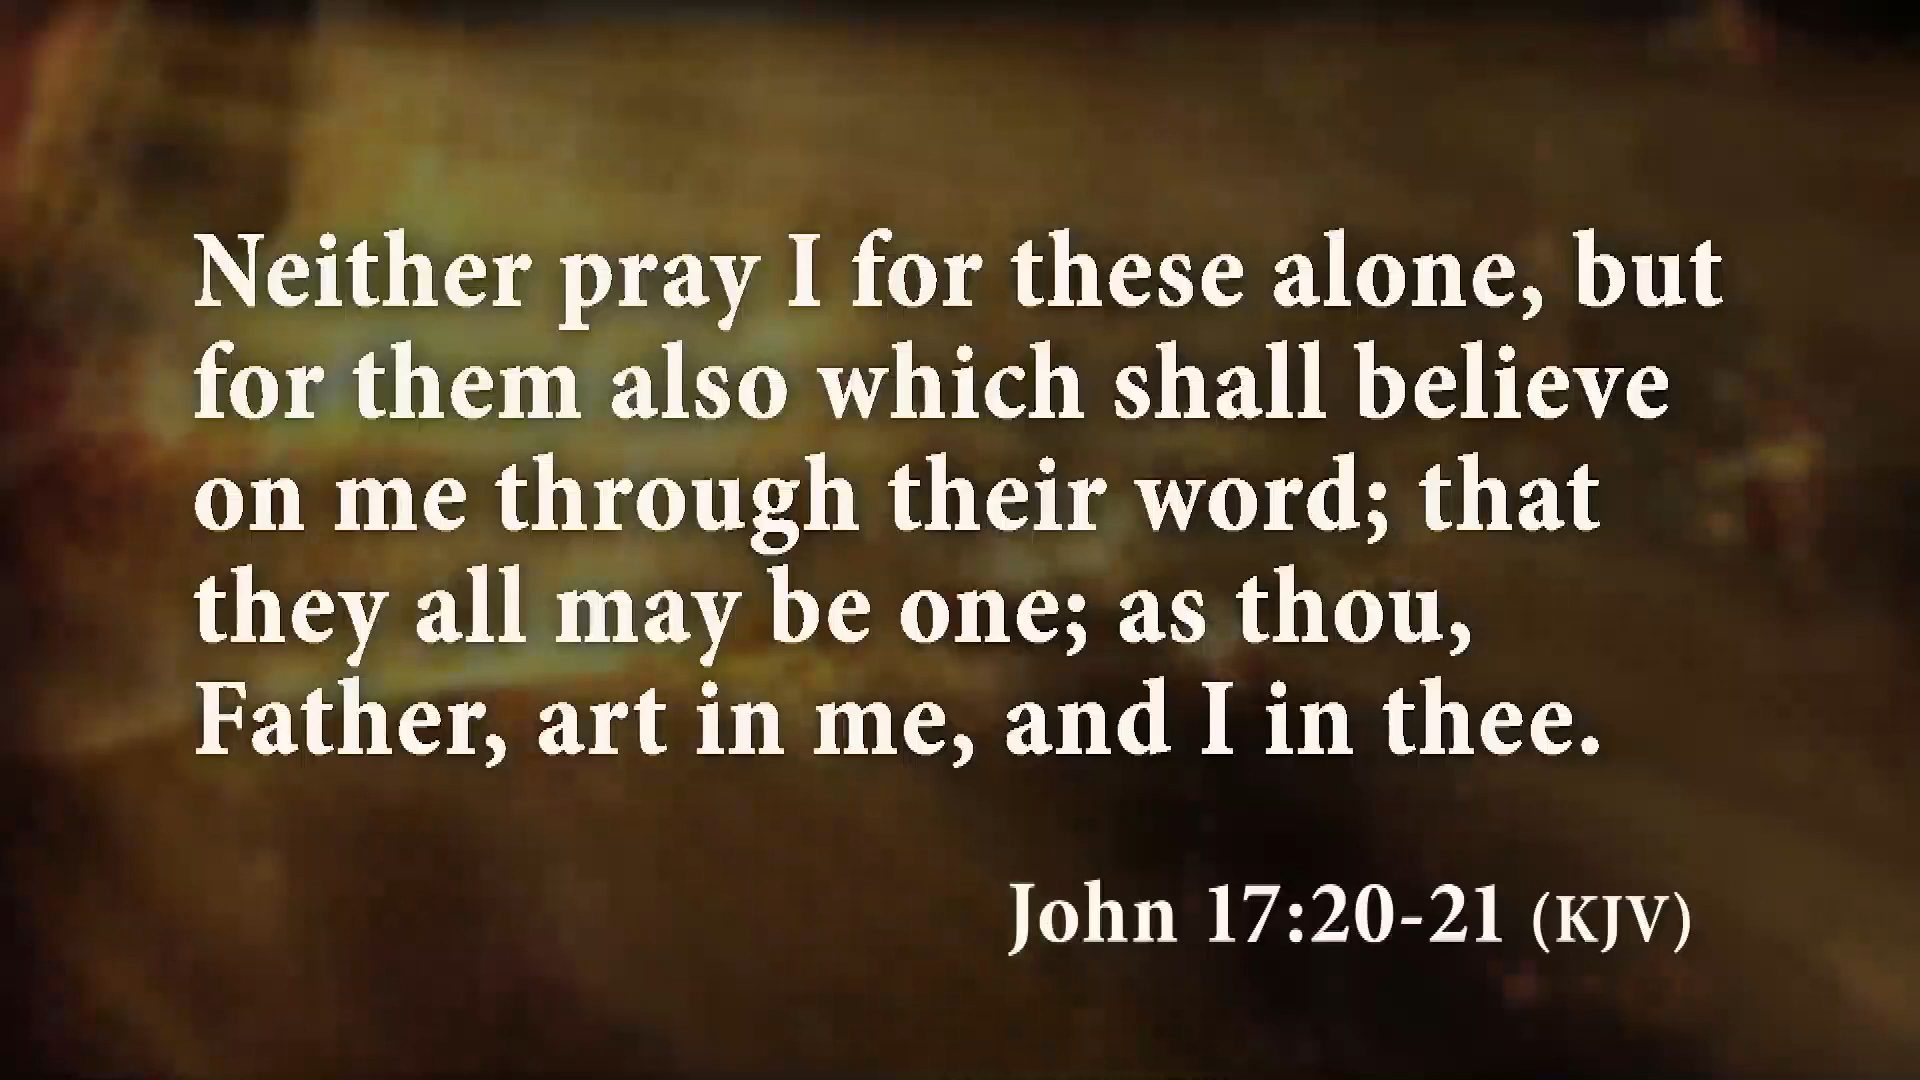 Neither pray I for these alone, but
for them also which shall believe
on me through their word; that
they all may be one; as thou,
Father, art in me, and I in thee.
John 17:20-21 (KJV)